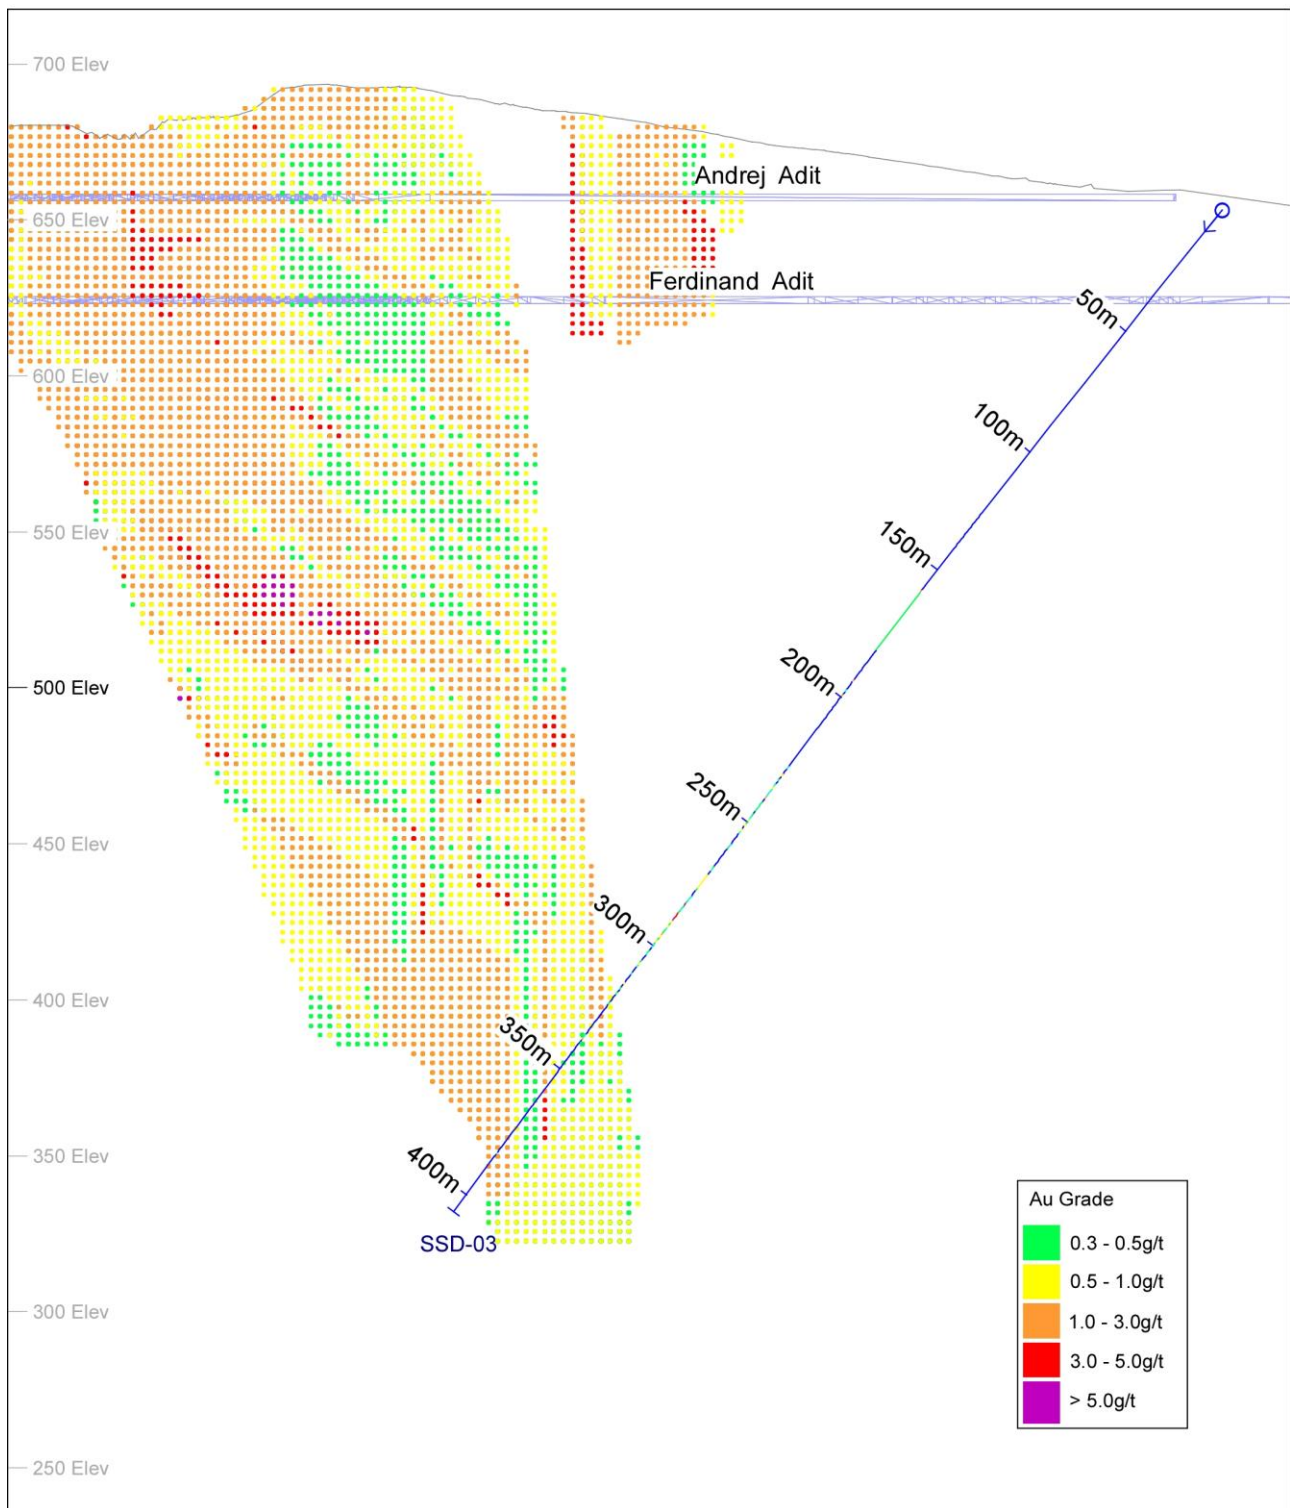 700 Elev
Andrej Adit
650 Elev
Ferdinand Adit
50m
600 Elev
100m
550 Elev
150m
500 Elev
200m
250m
450 Elev
300m
400 Elev
350m
350 Elev
400m
SSD-03
Au Grade
0.3 - 0.5g/t
0.5 - 1.0g/t
1.0 - 3.0g/t
3.0 - 5.0g/t
> 5.0g/t
300 Elev
250 Elev